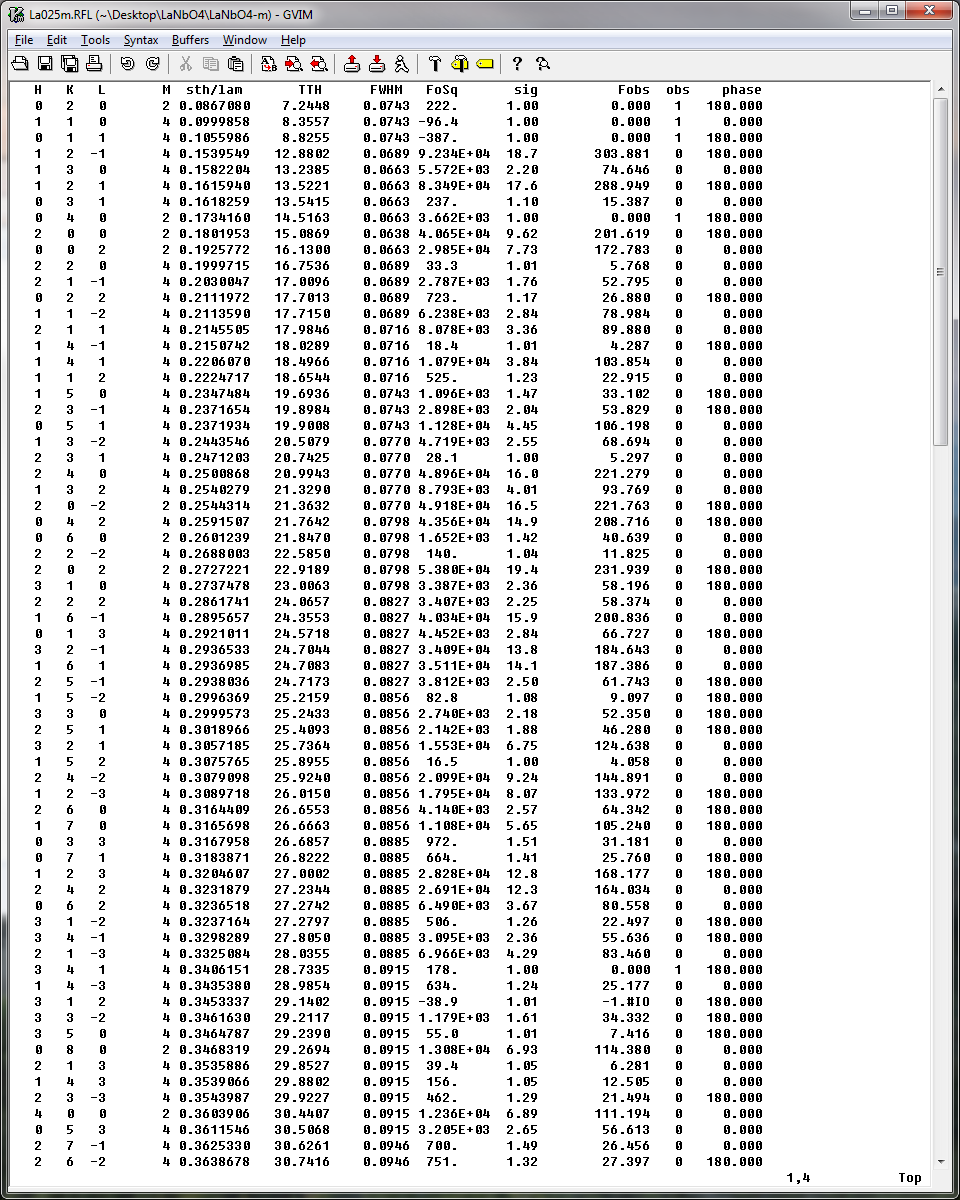 La025m.RFL (~\Desktop\LaNbO4\LaNbO4-m) - GVIM
File Edit Tools Syntax Buffers Window Help
H K L M sth/lam TTH FWHM FoSq sig Fobs obs phase
0 2 0 2 0.0867080 7.2448 0.0743 222. 1.00 0.000 1 180.000
1 1 0 4 0.0999858 8.3557 0.0743 -96.4 1.00 0.000 1 0.000
0 1 1 4 0.1055986 8.8255 0.0743 -387. 1.00 0.000 1 180.000
1 2 -1 4 0.1539549 12.8802 0.0689 9.234E+04 18.7 303.881 0 180.000
1 3 0 4 0.1582204 13.2385 0.0663 5.572E+03 2.20 74.646 0 0.000
1 2 1 4 0.1615940 13.5221 0.0663 8.349E+04 17.6 288.949 0 180.000
0 3 1 4 0.1618259 13.5415 0.0663 237. 1.10 15.387 0 0.000
0 4 0 2 0.1734160 14.5163 0.0663 3.662E+03 1.00 0.000 1 180.000
2 0 0 2 0.1801953 15.0869 0.0638 4.065E+04 9.62 201.619 0 180.000
0 0 2 2 0.1925772 16.1300 0.0663 2.985E+04 7.73 172.783 0 0.000
2 2 0 4 0.1999715 16.7536 0.0689 33.3 1.01 5.768 0 0.000
2 1 -1 4 0.2030047 17.0096 0.0689 2.787E+03 1.76 52.795 0 0.000
0 2 2 4 0.2111972 17.7013 0.0689 723. 1.17 26.880 0 180.000
1 1 -2 4 0.2113590 17.7150 0.0689 6.238E+03 2.84 78.984 0 0.000
2 1 1 4 0.2145505 17.9846 0.0716 8.078E+03 3.36 89.880 0 0.000
1 4 -1 4 0.2150742 18.0289 0.0716 18.4 1.01 4.287 0 180.000
1 4 1 4 0.2206070 18.4966 0.0716 1.079E+04 3.84 103.854 0 0.000
1 1 2 4 0.2224717 18.6544 0.0716 525. 1.23 22.915 0 0.000
1 5 0 4 0.2347484 19.6936 0.0743 1.096E+03 1.47 33.102 0 180.000
2 3 -1 4 0.2371654 19.8984 0.0743 2.898E+03 2.04 53.829 0 180.000
0 5 1 4 0.2371934 19.9008 0.0743 1.128E+04 4.45 106.198 0 0.000
1 3 -2 4 0.2443546 20.5079 0.0770 4.719E+03 2.55 68.694 0 0.000
2 3 1 4 0.2471203 20.7425 0.0770 28.1 1.00 5.297 0 0.000
2 4 0 4 0.2500868 20.9943 0.0770 4.896E+04 16.0 221.279 0 0.000
1 3 2 4 0.2540279 21.3290 0.0770 8.793E+03 4.01 93.769 0 0.000
2 0 -2 2 0.2544314 21.3632 0.0770 4.918E+04 16.5 221.763 0 180.000
0 4 2 4 0.2591507 21.7642 0.0798 4.356E+04 14.9 208.716 0 180.000
0 6 0 2 0.2601239 21.8470 0.0798 1.652E+03 1.42 40.639 0 0.000
2 2 -2 4 0.2688003 22.5850 0.0798 140. 1.04 11.825 0 0.000
2 0 2 2 0.2727221 22.9189 0.0798 5.380E+04 19.4 231.939 0 180.000
3 1 0 4 0.2737478 23.0063 0.0798 3.387E+03 2.36 58.196 0 180.000
2 2 2 4 0.2861741 24.0657 0.0827 3.407E+03 2.25 58.374 0 0.000
1 6 -1 4 0.2895657 24.3553 0.0827 4.034E+04 15.9 200.836 0 0.000
0 1 3 4 0.2921011 24.5718 0.0827 4.452E+03 2.84 66.727 0 180.000
3 2 -1 4 0.2936533 24.7044 0.0827 3.409E+04 13.8 184.643 0 0.000
1 6 1 4 0.2936985 24.7083 0.0827 3.511E+04 14.1 187.386 0 0.000
2 5 -1 4 0.2938036 24.7173 0.0827 3.812E+03 2.50 61.743 0 180.000
1 5 -2 4 0.2996369 25.2159 0.0856 82.8 1.08 9.097 0 180.000
3 3 0 4 0.2999573 25.2433 0.0856 2.740E+03 2.18 52.350 0 180.000
2 5 1 4 0.3018966 25.4093 0.0856 2.142E+03 1.88 46.280 0 180.000
3 2 1 4 0.3057185 25.7364 0.0856 1.553E+04 6.75 124.638 0 0.000
1 5 2 4 0.3075765 25.8955 0.0856 16.5 1.00 4.058 0 180.000
2 4 -2 4 0.3079098 25.9240 0.0856 2.099E+04 9.24 144.891 0 0.000
1 2 -3 4 0.3089718 26.0150 0.0856 1.795E+04 8.07 133.972 0 180.000
2 6 0 4 0.3164409 26.6553 0.0856 4.140E+03 2.57 64.342 0 180.000
1 7 0 4 0.3165698 26.6663 0.0856 1.108E+04 5.65 105.240 0 180.000
0 3 3 4 0.3167958 26.6857 0.0885 972. 1.51 31.181 0 0.000
0 7 1 4 0.3183871 26.8222 0.0885 664. 1.41 25.760 0 180.000
1 2 3 4 0.3204607 27.0002 0.0885 2.828E+04 12.8 168.177 0 180.000
2 4 2 4 0.3231879 27.2344 0.0885 2.691E+04 12.3 164.034 0 0.000
0 6 2 4 0.3236518 27.2742 0.0885 6.490E+03 3.67 80.558 0 0.000
3 1 -2 4 0.3237164 27.2797 0.0885 506. 1.26 22.497 0 180.000
3 4 -1 4 0.3298289 27.8050 0.0885 3.095E+03 2.36 55.636 0 180.000
2 1 -3 4 0.3325084 28.0355 0.0885 6.966E+03 4.29 83.460 0 0.000
3 4 1 4 0.3406151 28.7335 0.0915 178. 1.00 0.000 1 180.000
1 4 -3 4 0.3435380 28.9854 0.0915 634. 1.24 25.177 0 0.000
3 1 2 4 0.3453337 29.1402 0.0915 -38.9 1.01 -1.#IO 0 180.000
3 3 -2 4 0.3461630 29.2117 0.0915 1.179E+03 1.61 34.332 0 180.000
3 5 0 4 0.3464787 29.2390 0.0915 55.0 1.01 7.416 0 180.000
0 8 0 2 0.3468319 29.2694 0.0915 1.308E+04 6.93 114.380 0 0.000
2 1 3 4 0.3535886 29.8527 0.0915 39.4 1.05 6.281 0 0.000
1 4 3 4 0.3539066 29.8802 0.0915 156. 1.05 12.505 0 0.000
2 3 -3 4 0.3543987 29.9227 0.0915 462. 1.29 21.494 0 180.000
4 0 0 2 0.3603906 30.4407 0.0915 1.236E+04 6.89 111.194 0 0.000
0 5 3 4 0.3611546 30.5068 0.0915 3.205E+03 2.65 56.613 0 0.000
2 7 -1 4 0.3625330 30.6261 0.0946 700. 1.49 26.456 0 0.000
2 6 -2 4 0.3638678 30.7416 0.0946 751. 1.32 27.397 0 180.000
1,4 Top